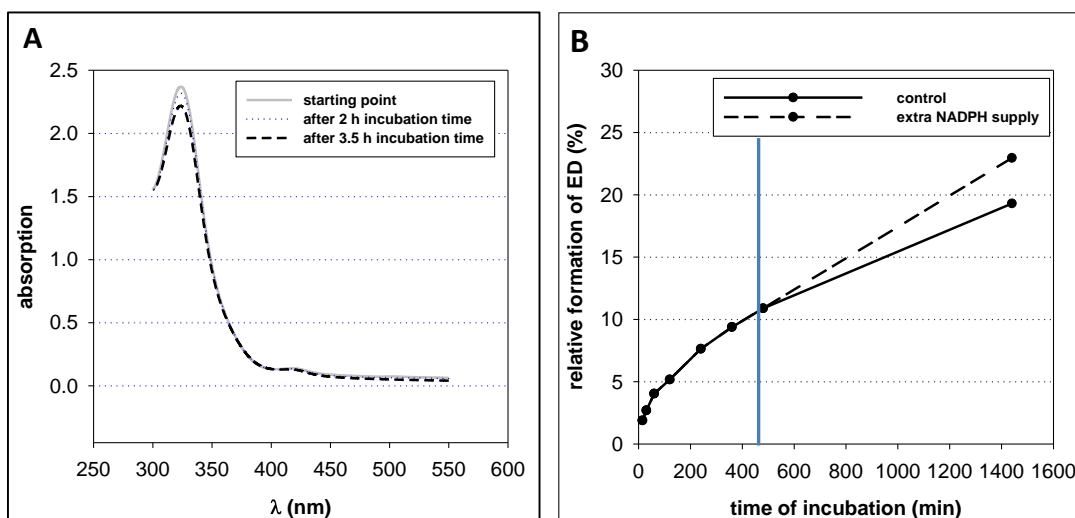 A
absorption
2.5
2.0
1.5
1.0
0.5
0.0
starting point
after 2 h incubation time
after 3.5 h incubation time
250 300 350 400 450 500 550 600
λ (nm)
B
relative formation of ED (%)
30
25
20
15
10
5
0
control
extra NADPH supply
0 200 400 600 800 1000 1200 1400 1600
time of incubation (min)